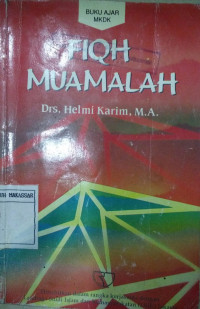 BUKU AJAR
MKDK
FIQH
MUAMALAH
Drs. Helmi Karim, M.A.
MAKASSAR